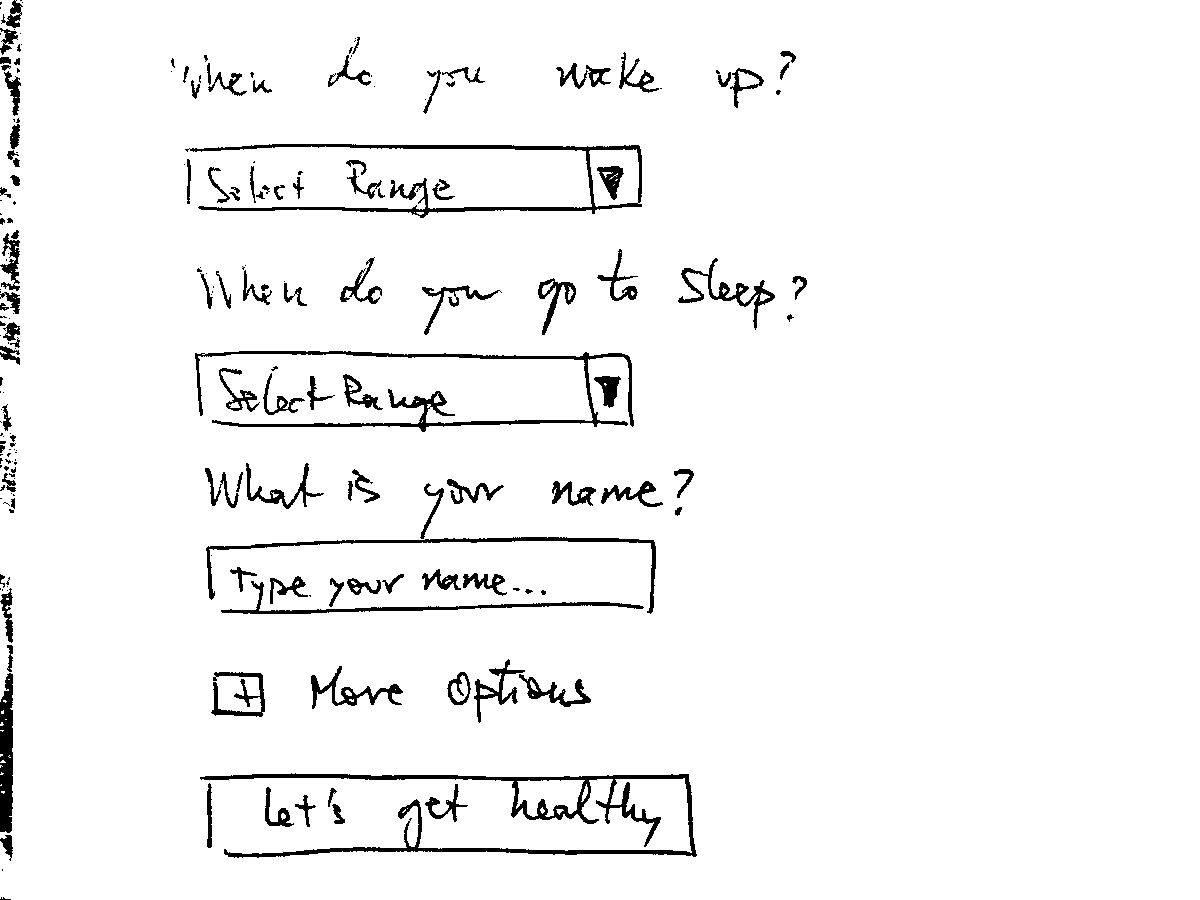 When do you wake up?
Select Range
When do you go to sleep?
Select Range
What is your name?
Type your name...
+ More Options
Let's get healthy